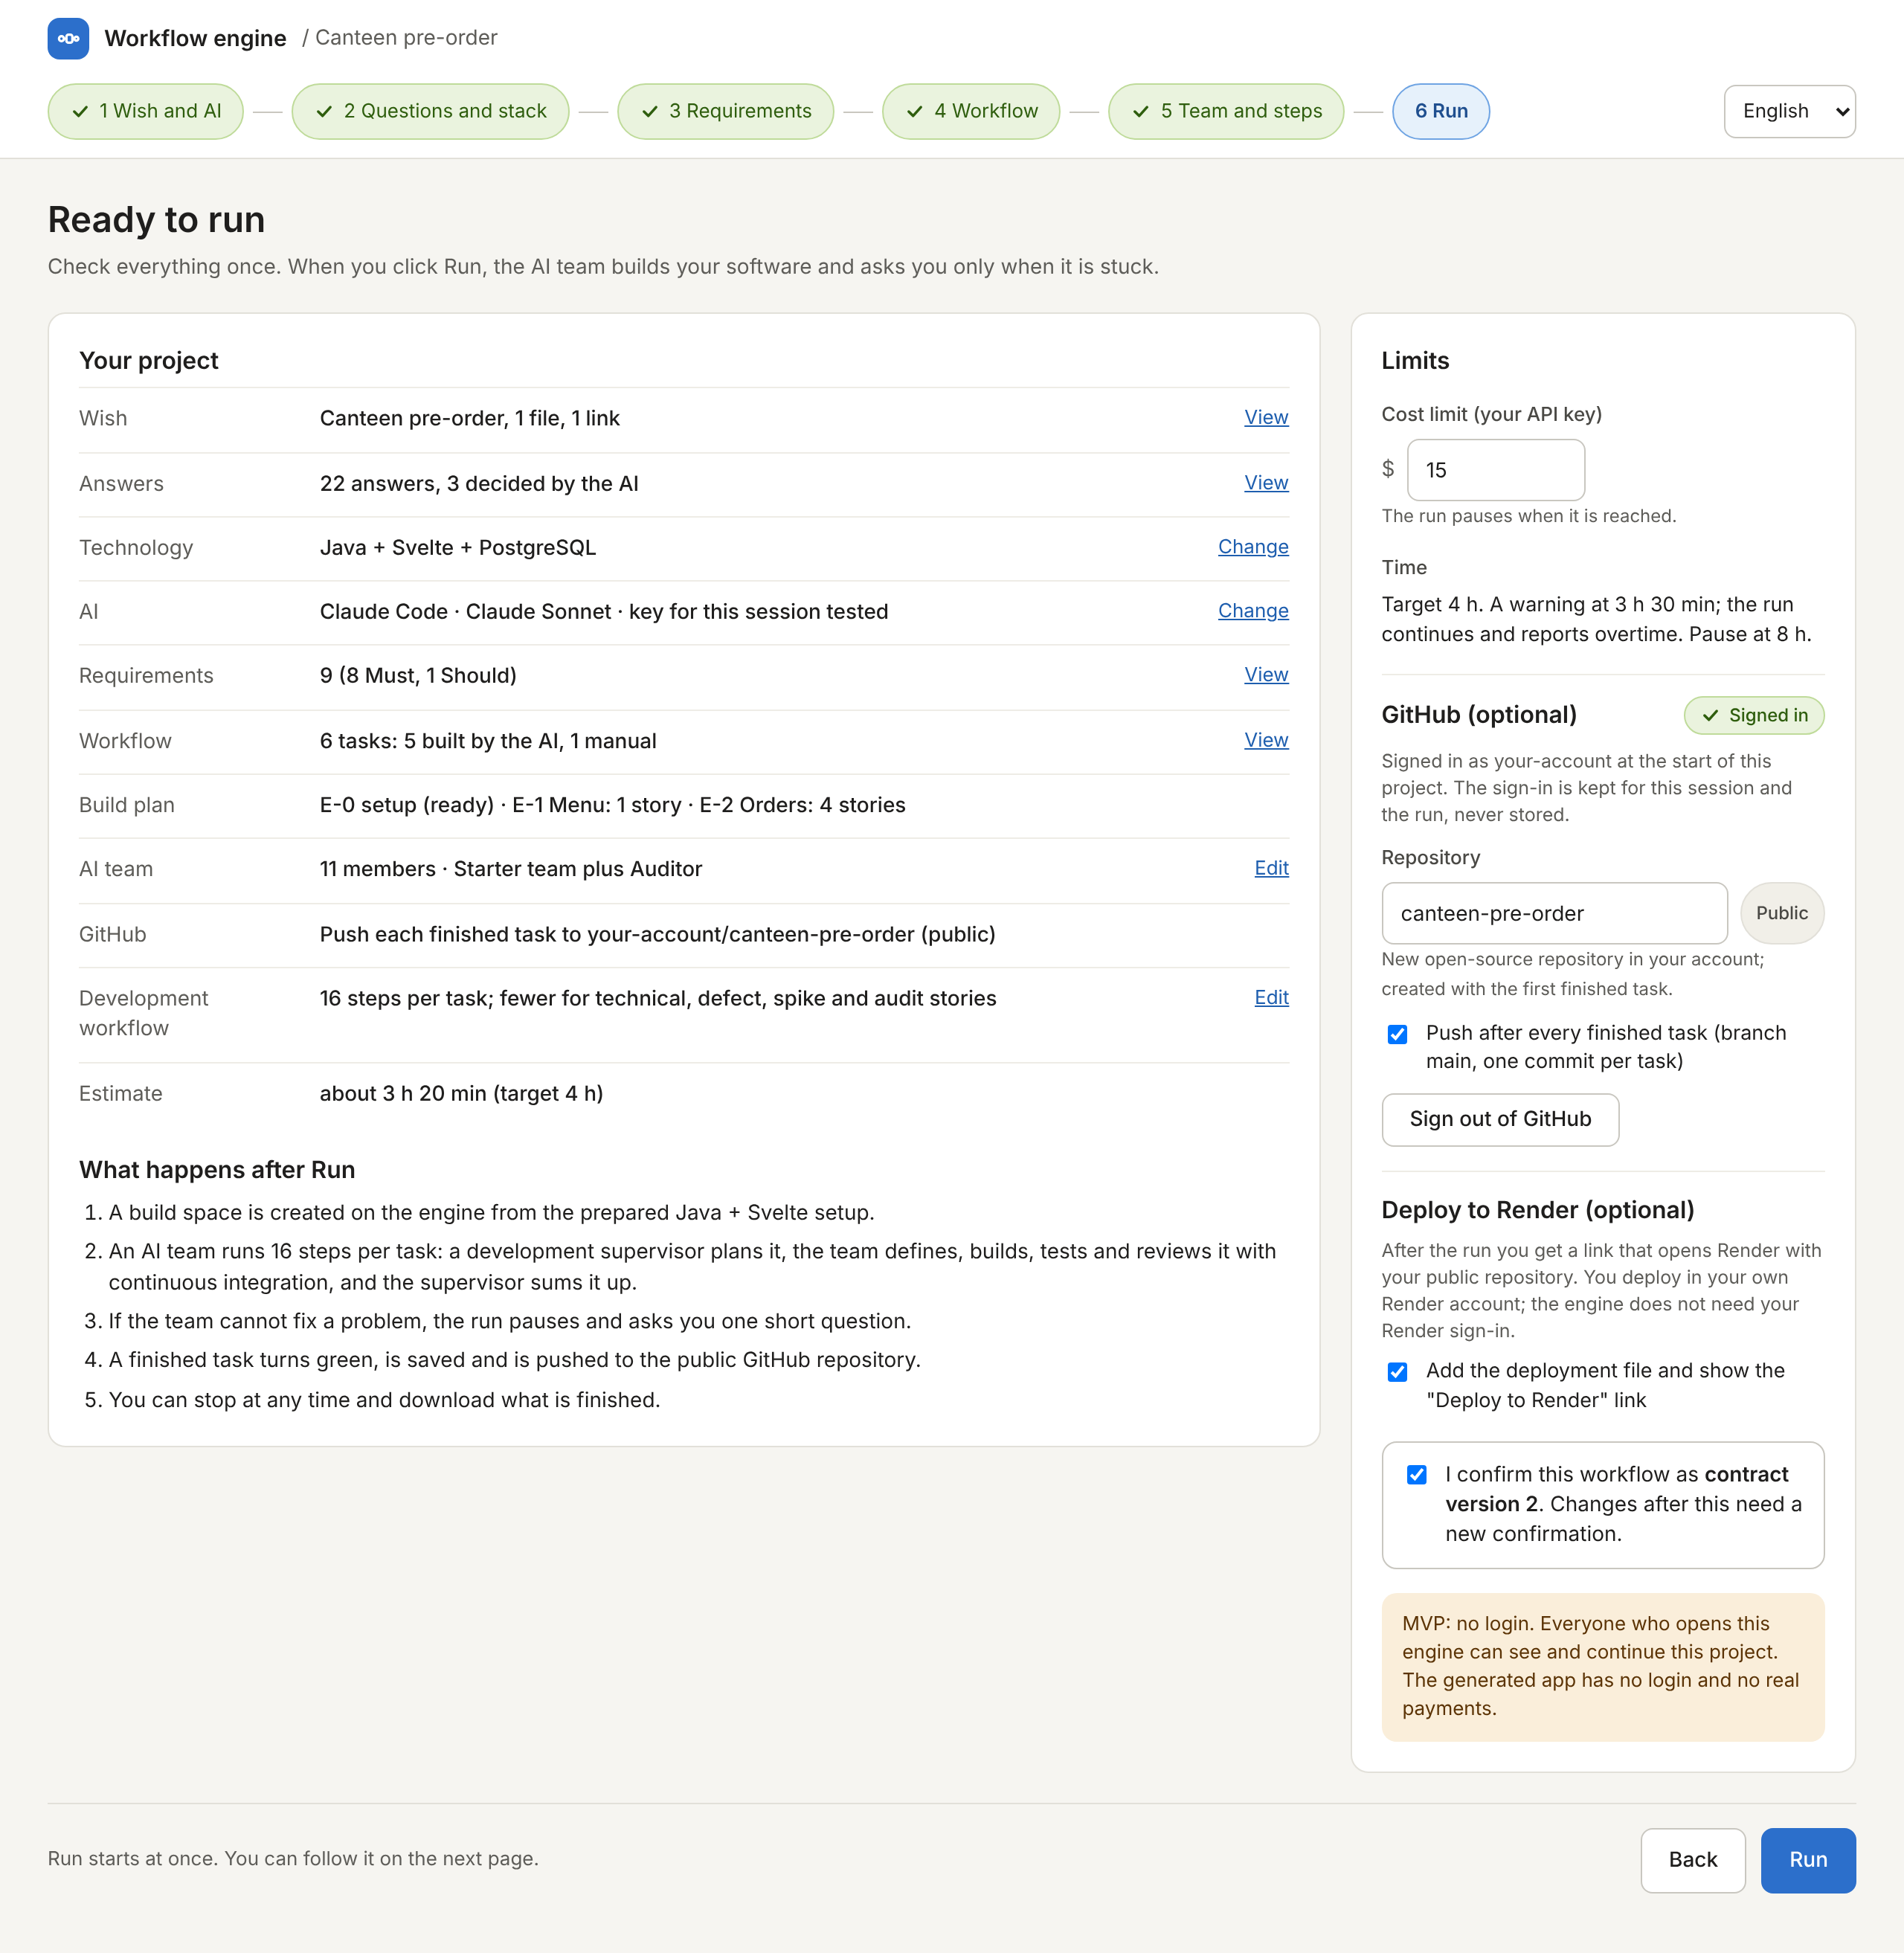 Workflow engine / Canteen pre-order
1 Wish and AI
2 Questions and stack
3 Requirements
4 Workflow
5 Team and steps
6 Run
English
Ready to run
Check everything once. When you click Run, the AI team builds your software and asks you only when it is stuck.
Your project
Wish Canteen pre-order, 1 file, 1 link View
Answers 22 answers, 3 decided by the AI View
Technology Java + Svelte + PostgreSQL Change
AI Claude Code · Claude Sonnet · key for this session tested Change
Requirements 9 (8 Must, 1 Should) View
Workflow 6 tasks: 5 built by the AI, 1 manual View
Build plan E-0 setup (ready) · E-1 Menu: 1 story · E-2 Orders: 4 stories
AI team 11 members · Starter team plus Auditor Edit
GitHub Push each finished task to your-account/canteen-pre-order (public)
Development 16 steps per task; fewer for technical, defect, spike and audit stories Edit
workflow
Estimate about 3 h 20 min (target 4 h)
What happens after Run
1. A build space is created on the engine from the prepared Java + Svelte setup.
2. An AI team runs 16 steps per task: a development supervisor plans it, the team defines, builds, tests and reviews it with
continuous integration, and the supervisor sums it up.
3. If the team cannot fix a problem, the run pauses and asks you one short question.
4. A finished task turns green, is saved and is pushed to the public GitHub repository.
5. You can stop at any time and download what is finished.
Limits
Cost limit (your API key)
$ 15
The run pauses when it is reached.
Time
Target 4 h. A warning at 3 h 30 min; the run
continues and reports overtime. Pause at 8 h.
GitHub (optional) Signed in
Signed in as your-account at the start of this
project. The sign-in is kept for this session and
the run, never stored.
Repository
canteen-pre-order Public
New open-source repository in your account;
created with the first finished task.
Push after every finished task (branch
main, one commit per task)
Sign out of GitHub
Deploy to Render (optional)
After the run you get a link that opens Render with
your public repository. You deploy in your own
Render account; the engine does not need your
Render sign-in.
Add the deployment file and show the
"Deploy to Render" link
I confirm this workflow as contract
version 2. Changes after this need a
new confirmation.
MVP: no login. Everyone who opens this
engine can see and continue this project.
The generated app has no login and no real
payments.
Run starts at once. You can follow it on the next page.
Back
Run